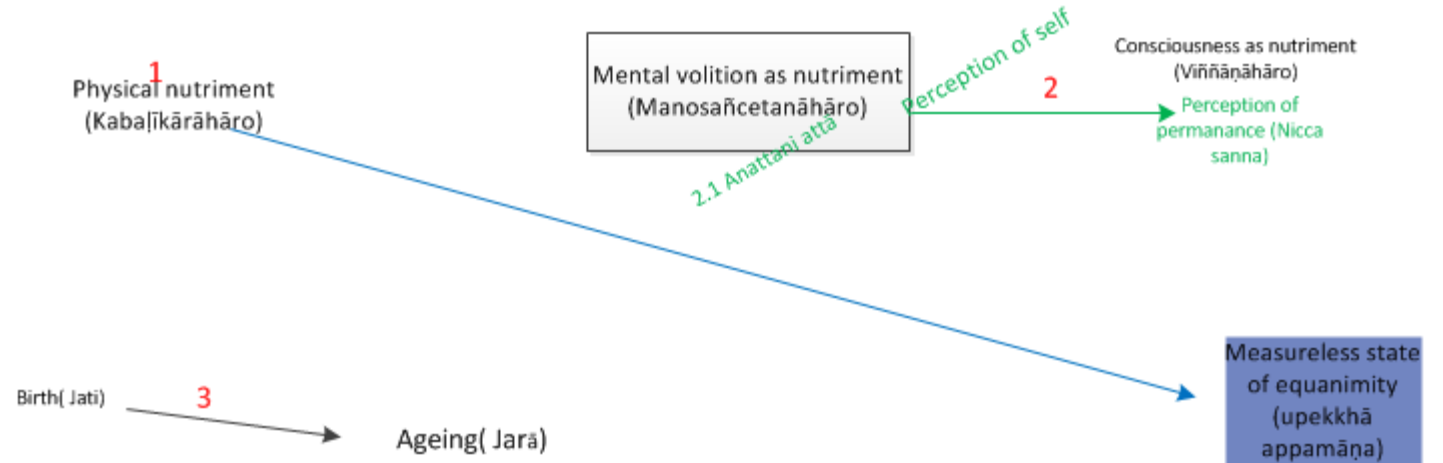 1
Physical nutriment
(Kabaḷīkārāhāro)
Mental volition as nutriment
(Manosañcetanāhāro)
Perception of self
2.1 Anattani attā
2
Consciousness as nutriment
(Viññāṇāhāro)
Perception of
permanance (Nicca
sanna)
Birth( Jati)
3
Ageing( Jarā)
Measureless state
of equanimity
(upekkhā
appamāṇa)